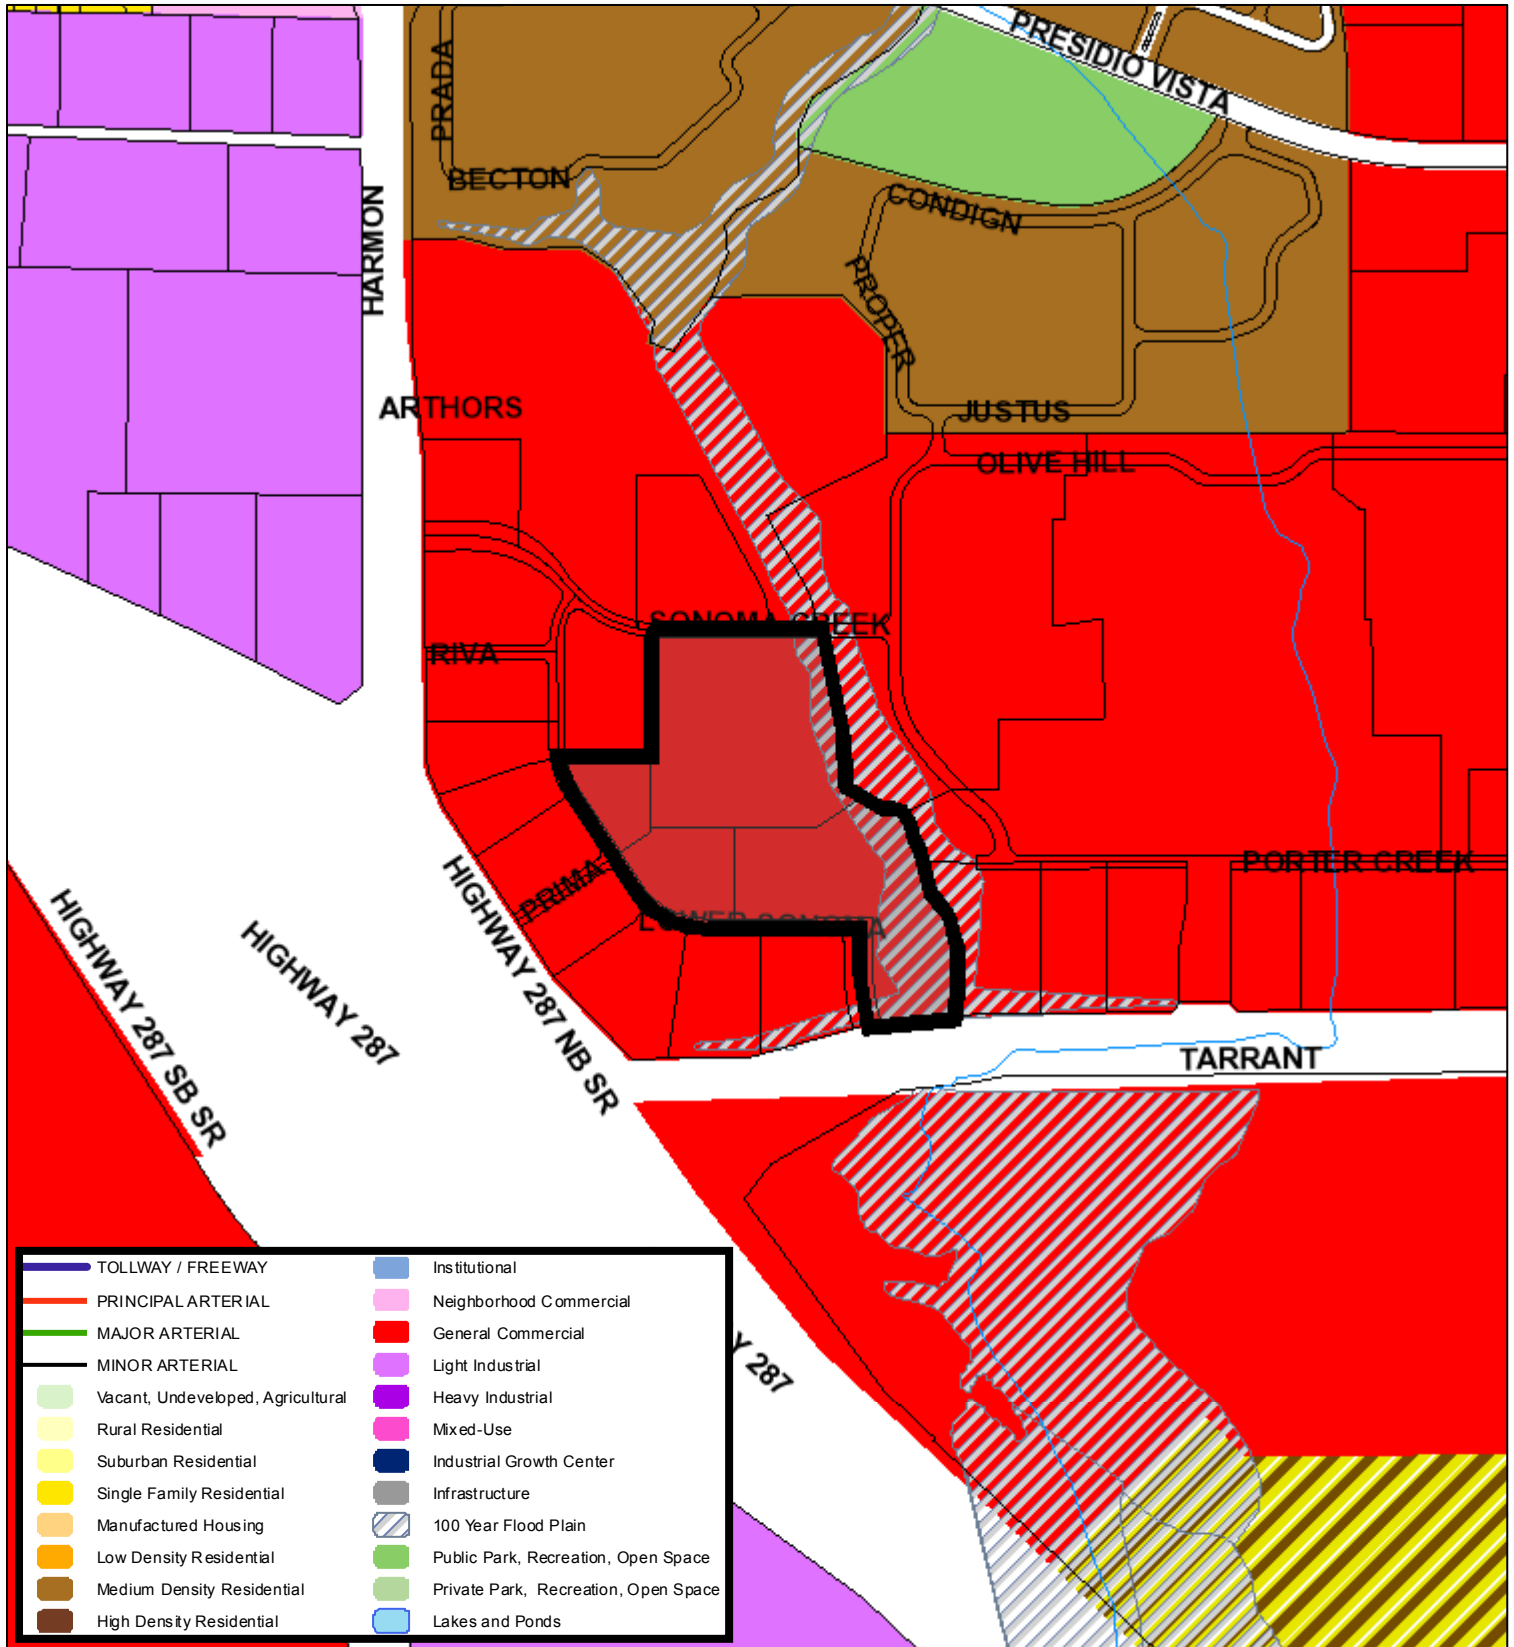 PRESIDIO VISTA
PRADA
BECTON
HARMON
CONDIGN
PROPER
ARTHORS
JUSTUS
OLIVE HILL
SONOMA CREEK
RIVA
PRIMA
LOWER SONOMA
PORTER CREEK
HIGHWAY 287 SB SR
HIGHWAY 287
HIGHWAY 287 NB SR
TARRANT
Y 287
TOLLWAY / FREEWAY
PRINCIPAL ARTERIAL
MAJOR ARTERIAL
MINOR ARTERIAL
Vacant, Undeveloped, Agricultural
Rural Residential
Suburban Residential
Single Family Residential
Manufactured Housing
Low Density Residential
Medium Density Residential
High Density Residential
Institutional
Neighborhood Commercial
General Commercial
Light Industrial
Heavy Industrial
Mixed-Use
Industrial Growth Center
Infrastructure
100 Year Flood Plain
Public Park, Recreation, Open Space
Private Park, Recreation, Open Space
Lakes and Ponds